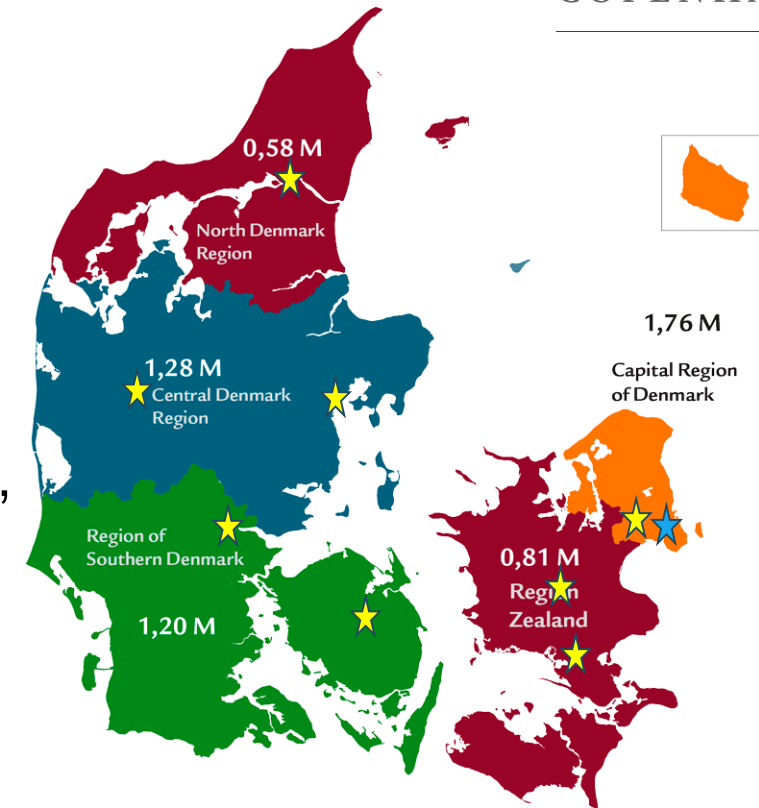 0,58 M
North Denmark
Region
1,76 M
1,28 M
Central Denmark
Region
Capital Region
of Denmark
,
Region of
Southern Denmark
0,81 M
Region
Zealand
1,20 M